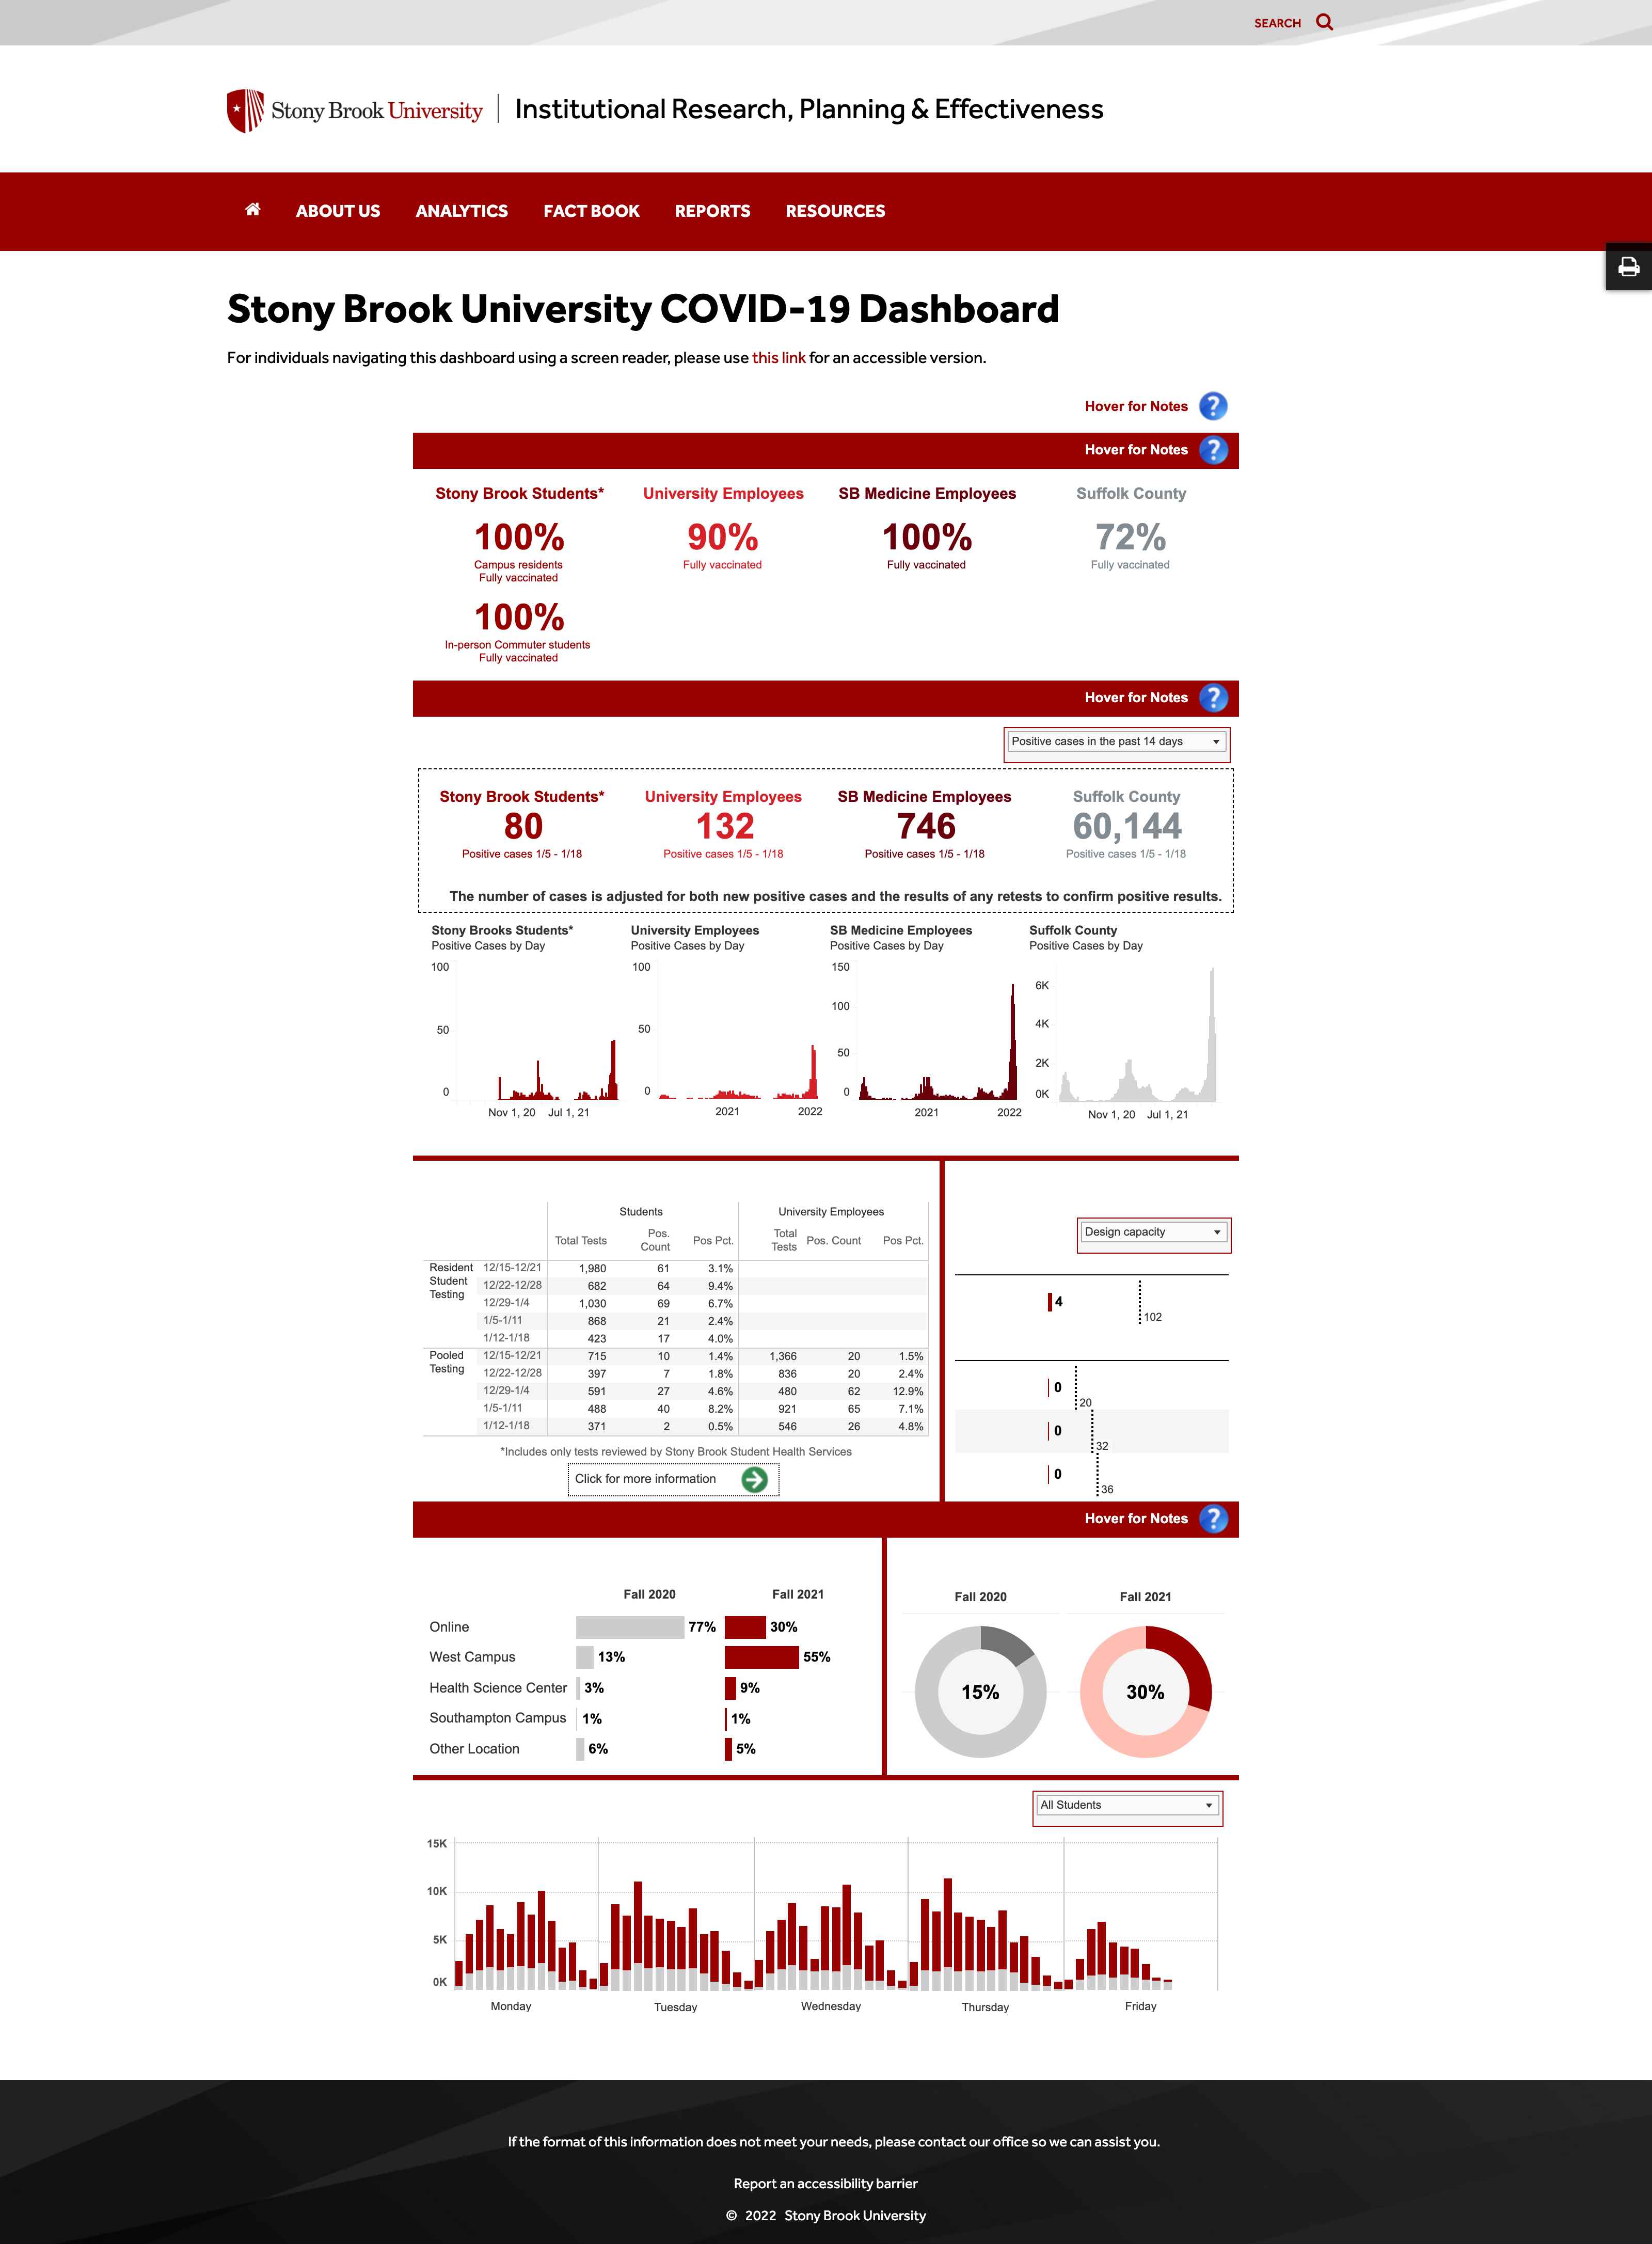 SEARCH
Stony Brook University | Institutional Research, Planning & Effectiveness
ABOUT US ANALYTICS FACT BOOK REPORTS RESOURCES
Stony Brook University COVID-19 Dashboard
For individuals navigating this dashboard using a screen reader, please use this link for an accessible version.
Hover for Notes ?
Hover for Notes ?
Stony Brook Students* University Employees SB Medicine Employees Suffolk County
100% 90% 100% 72%
Campus residents Fully vaccinated Fully vaccinated Fully vaccinated
Fully vaccinated
100%
In-person Commuter students
Fully vaccinated
Hover for Notes ?
Positive cases in the past 14 days
Stony Brook Students* University Employees SB Medicine Employees Suffolk County
80 132 746 60,144
Positive cases 1/5 - 1/18 Positive cases 1/5 - 1/18 Positive cases 1/5 - 1/18 Positive cases 1/5 - 1/18
The number of cases is adjusted for both new positive cases and the results of any retests to confirm positive results.
Stony Brooks Students* University Employees SB Medicine Employees Suffolk County
Positive Cases by Day Positive Cases by Day Positive Cases by Day Positive Cases by Day
100 100 150
6K
100
4K
50 50
50
2K
0 0 0 0K
Nov 1, 20 Jul 1, 21 2021 2022 2021 2022 Nov 1, 20 Jul 1, 21
Students University Employees
Total Tests Pos. Count Pos Pct. Total Tests Pos. Count Pos Pct.
Resident Student Testing 12/15-12/21 1,980 61 3.1%
12/22-12/28 682 64 9.4%
12/29-1/4 1,030 69 6.7%
1/5-1/11 868 21 2.4%
1/12-1/18 423 17 4.0%
Pooled Testing 12/15-12/21 715 10 1.4% 1,366 20 1.5%
12/22-12/28 397 7 1.8% 836 20 2.4%
12/29-1/4 591 27 4.6% 480 62 12.9%
1/5-1/11 488 40 8.2% 921 65 7.1%
1/12-1/18 371 2 0.5% 546 26 4.8%
*Includes only tests reviewed by Stony Brook Student Health Services
Click for more information
Design capacity
4
102
0
20
0
32
0
36
Hover for Notes ?
Fall 2020 Fall 2021
Online 77% 30%
West Campus 13% 55%
Health Science Center 3% 9%
Southampton Campus 1% 1%
Other Location 6% 5%
Fall 2020 Fall 2021
15% 30%
All Students
15K
10K
5K
0K
Monday Tuesday Wednesday Thursday Friday
If the format of this information does not meet your needs, please contact our office so we can assist you.
Report an accessibility barrier
© 2022 Stony Brook University